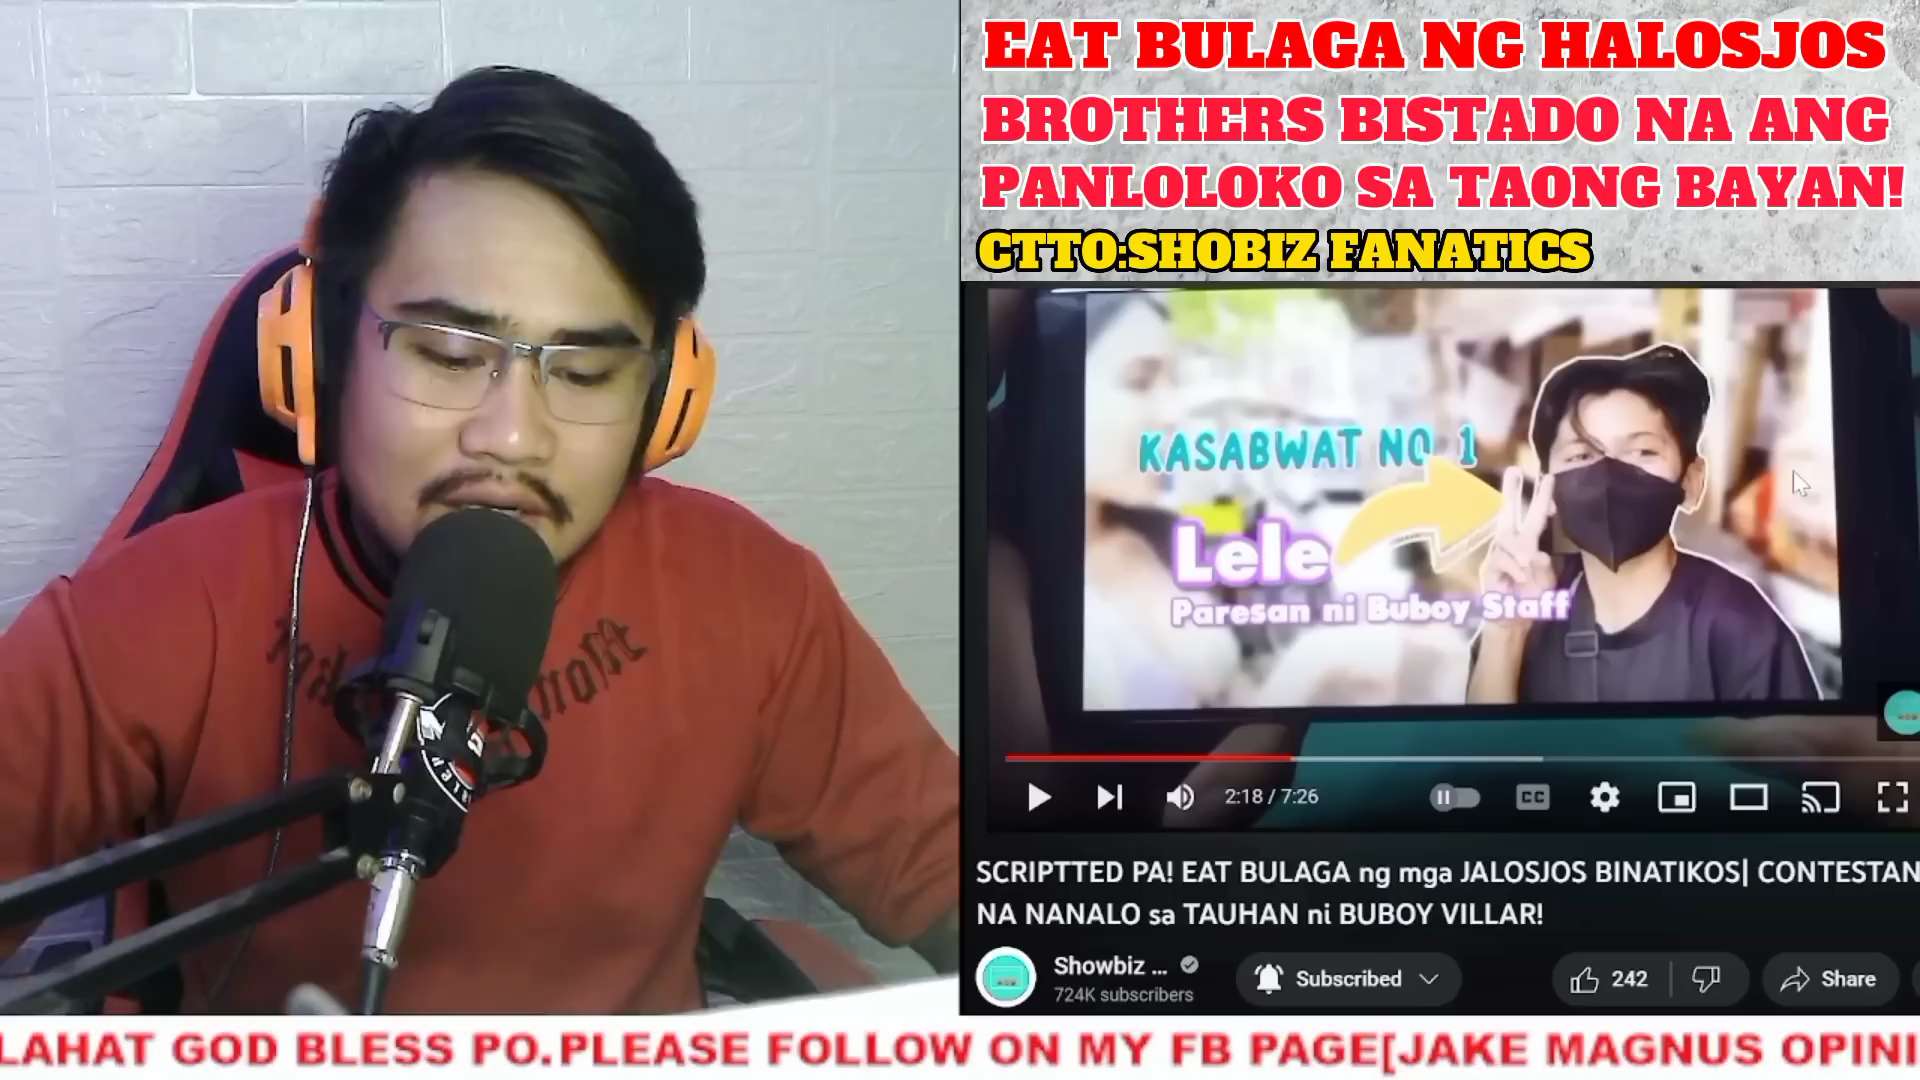 EAT BULAGA NG HALOSJOS
BROTHERS BISTADO NA ANG
PANLOLOKO SA TAONG BAYAN!
CTTO:SHOBIZ FANATICS
KASABWAT NO. 1
Lele
Paresan ni Buboy Staff
2:18 / 7:26
CC
SCRIPTTED PA! EAT BULAGA ng mga JALOSJOS BINATIKOS| CONTESTAN
NA NANALO sa TAUHAN ni BUBOY VILLAR!
Showbiz ...
724K subscribers
Subscribed
242
Share
LAHAT GOD BLESS PO.PLEASE FOLLOW ON MY FB PAGE[JAKE MAGNUS OPINI